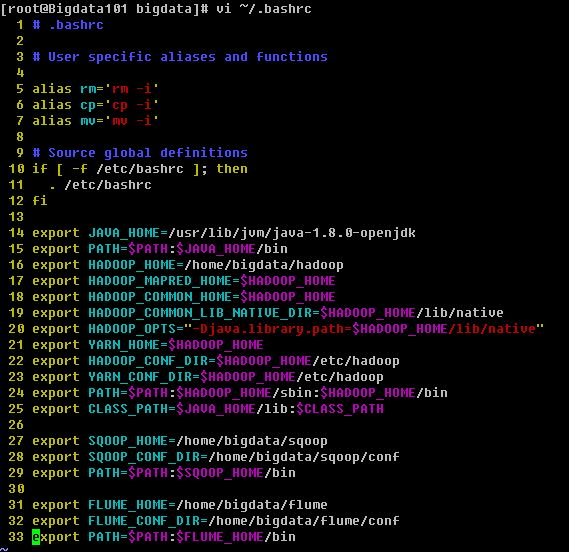 [root@Bigdata101 bigdata]# vi ~/.bashrc
1 # .bashrc
2
3 # User specific aliases and functions
4
5 alias rm='rm -i'
6 alias cp='cp -i'
7 alias mv='mv -i'
8
9 # Source global definitions
10 if [ -f /etc/bashrc ]; then
11   . /etc/bashrc
12 fi
13
14 export JAVA_HOME=/usr/lib/jvm/java-1.8.0-openjdk
15 export PATH=$PATH:$JAVA_HOME/bin
16 export HADOOP_HOME=/home/bigdata/hadoop
17 export HADOOP_MAPRED_HOME=$HADOOP_HOME
18 export HADOOP_COMMON_HOME=$HADOOP_HOME
19 export HADOOP_COMMON_LIB_NATIVE_DIR=$HADOOP_HOME/lib/native
20 export HADOOP_OPTS="-Djava.library.path=$HADOOP_HOME/lib/native"
21 export YARN_HOME=$HADOOP_HOME
22 export HADOOP_CONF_DIR=$HADOOP_HOME/etc/hadoop
23 export YARN_CONF_DIR=$HADOOP_HOME/etc/hadoop
24 export PATH=$PATH:$HADOOP_HOME/sbin:$HADOOP_HOME/bin
25 export CLASS_PATH=$JAVA_HOME/lib:$CLASS_PATH
26
27 export SQOOP_HOME=/home/bigdata/sqoop
28 export SQOOP_CONF_DIR=/home/bigdata/sqoop/conf
29 export PATH=$PATH:$SQOOP_HOME/bin
30
31 export FLUME_HOME=/home/bigdata/flume
32 export FLUME_CONF_DIR=/home/bigdata/flume/conf
33 export PATH=$PATH:$FLUME_HOME/bin
~